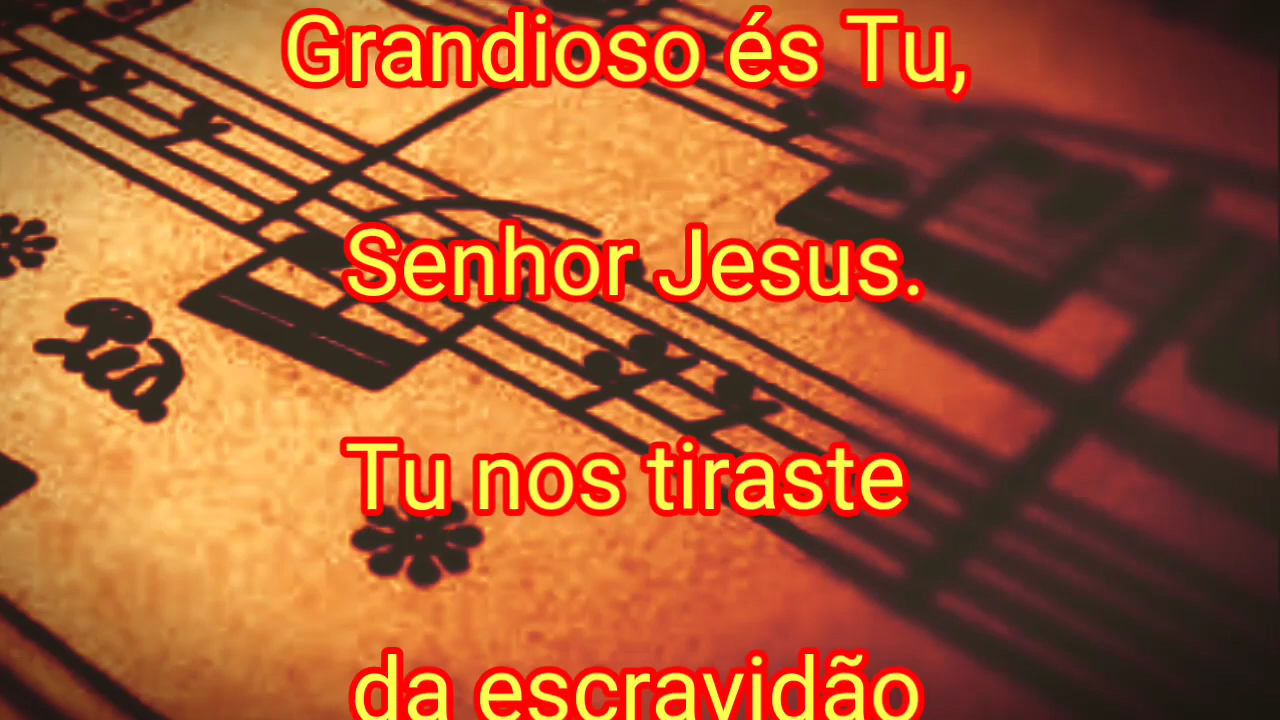 Grandioso és Tu,
Senhor Jesus.
Tu nos tiraste
da escravidão